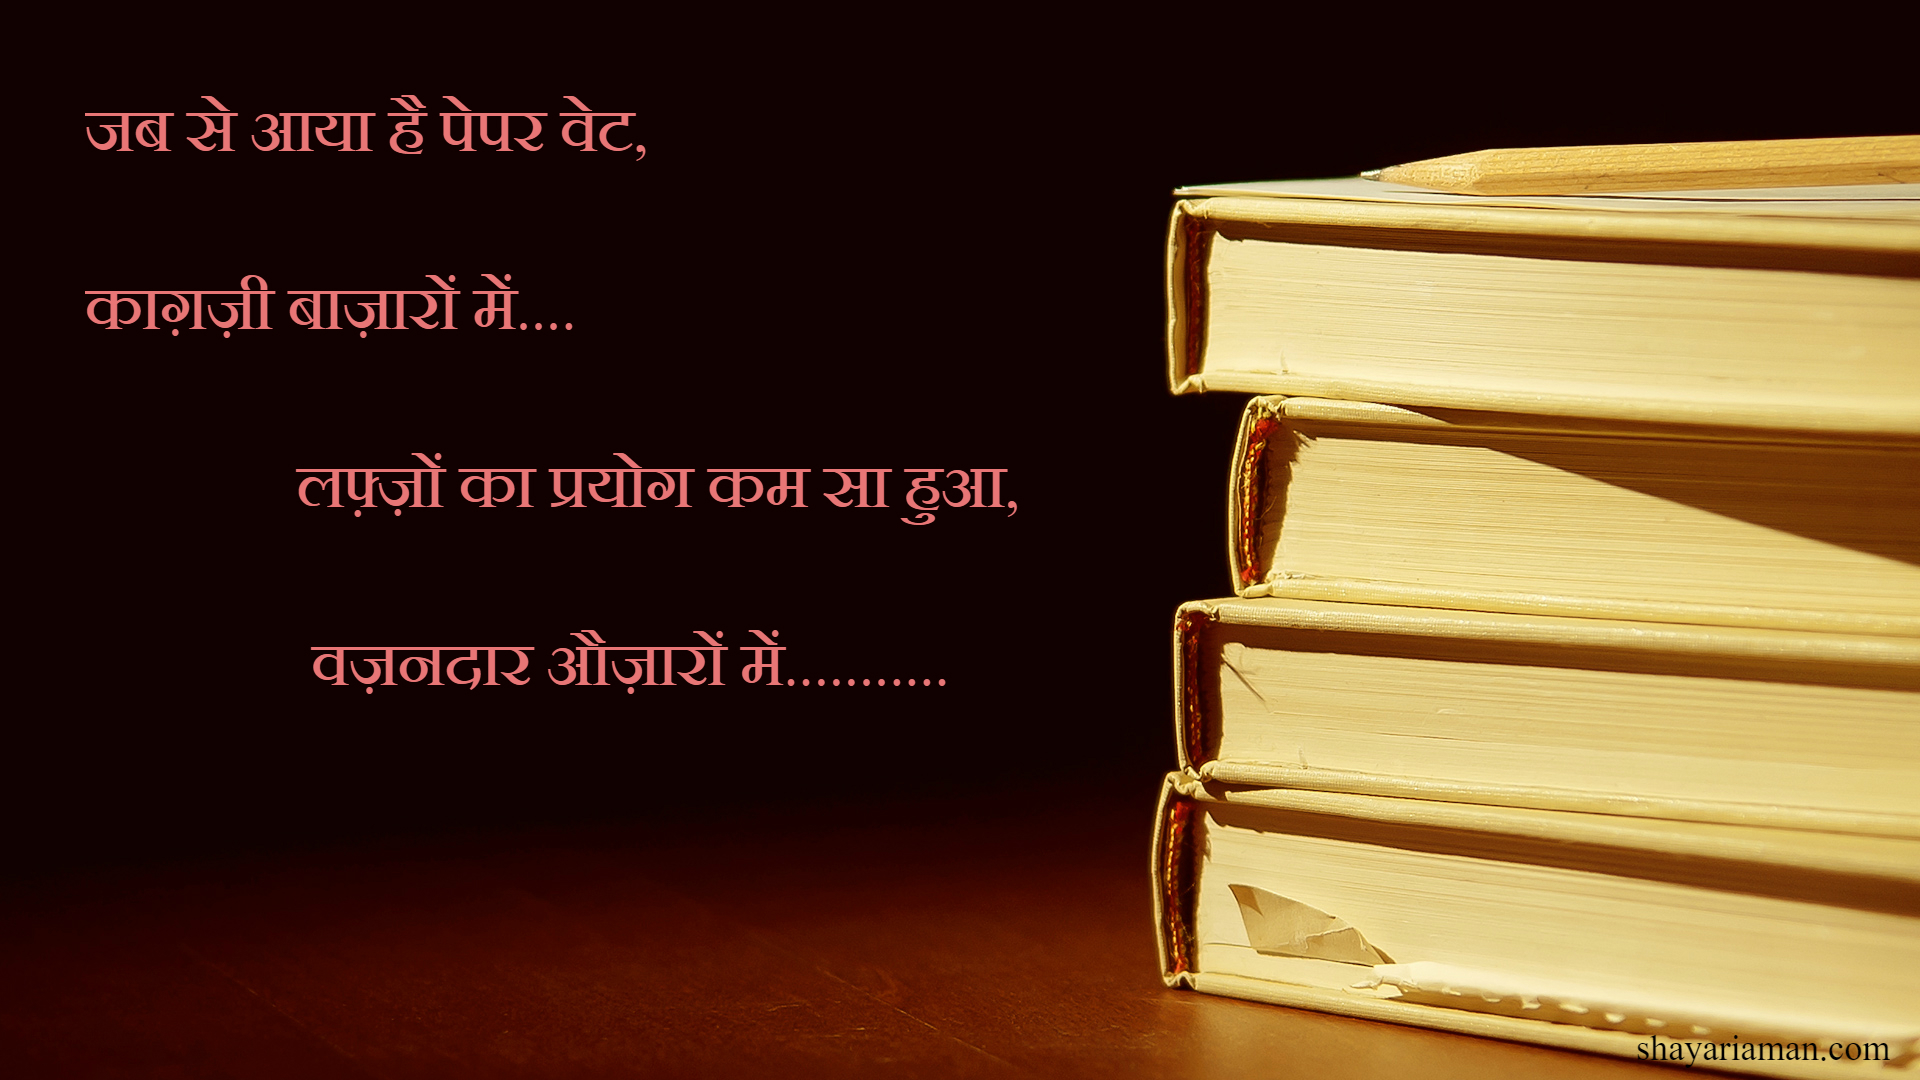 जब से आया है पेपर वेट,
काग़ज़ी बाज़ारों में....
लफ़्ज़ों का प्रयोग कम सा हुआ,
वज़नदार औज़ारों में...........
shayariaman.com